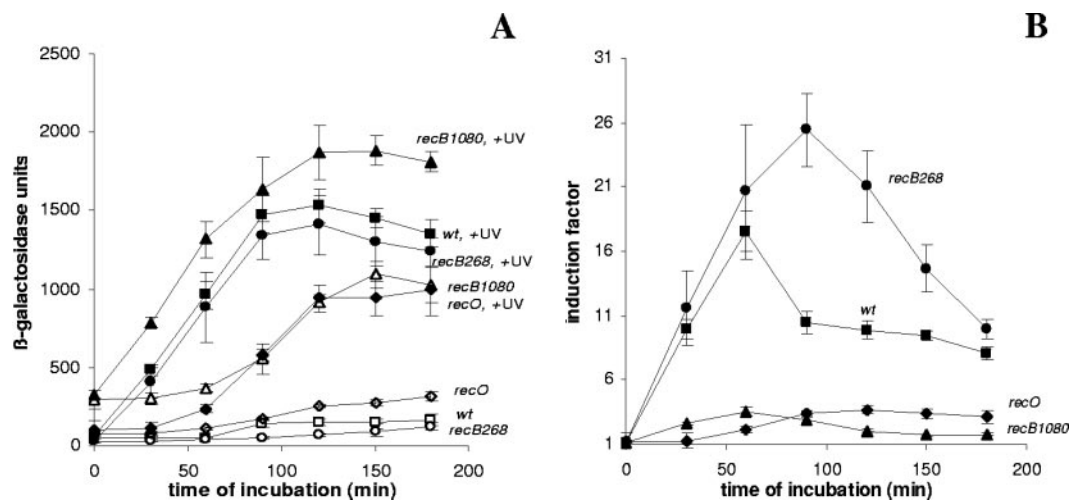 A
2500
2000
1500
1000
500
0
ß-galactosidase units
recB1080, +UV
wt, +UV
recB268, +UV
recB1080
recO, +UV
recO
wt
recB268
0 50 100 150 200
time of incubation (min)
B
31
26
21
16
11
6
1
induction factor
recB268
wt
recO
recB1080
0 50 100 150 200
time of incubation (min)